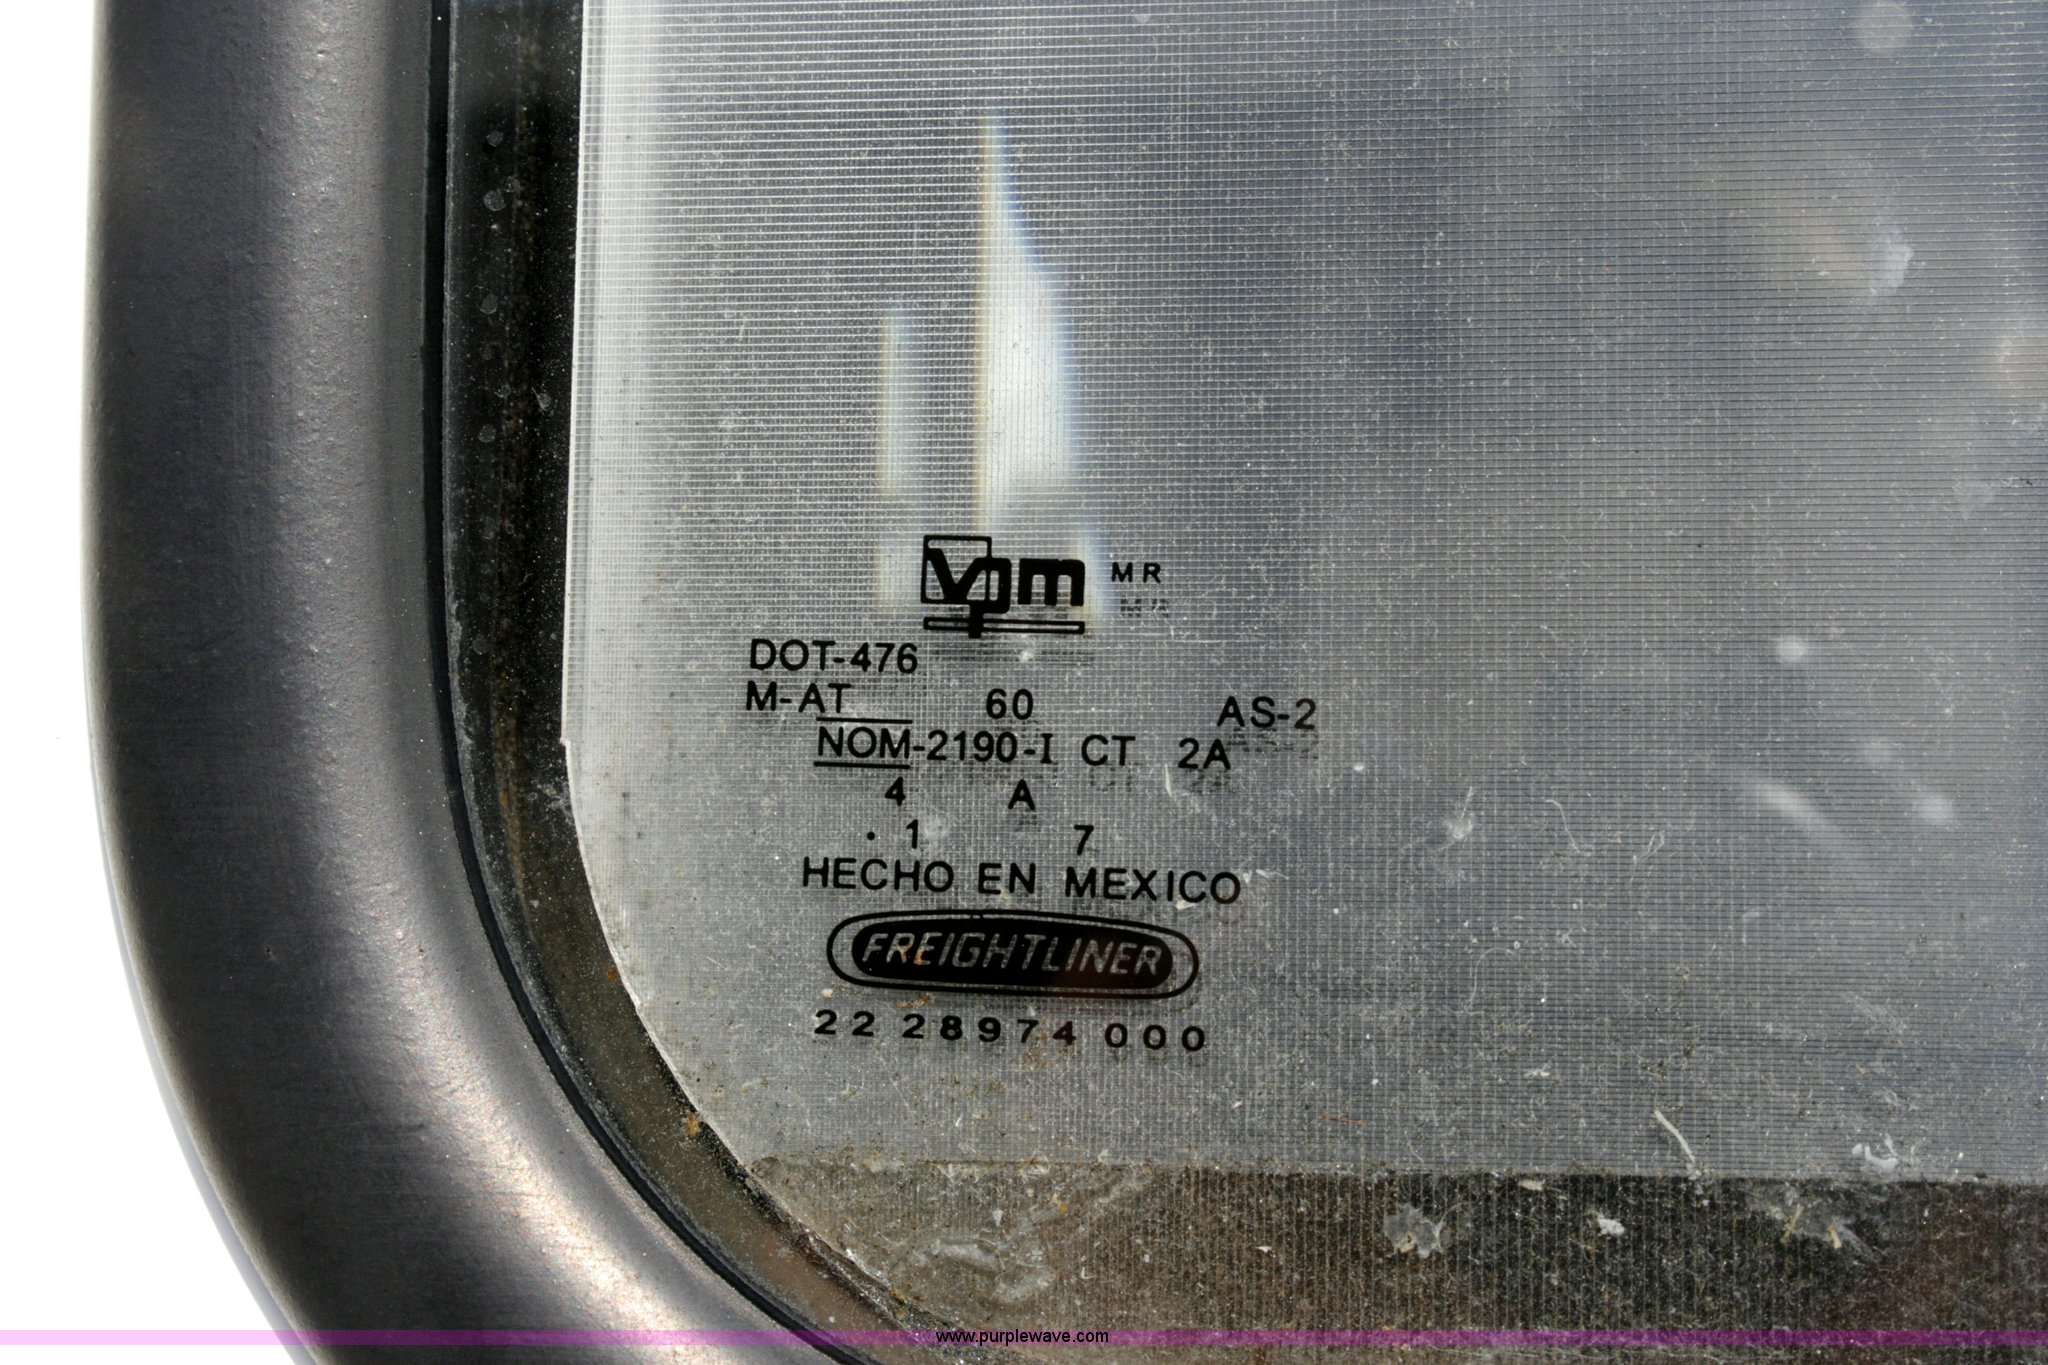 vpm MR
DOT-476
M-AT 60 AS-2
NOM-2190-I CT 2A
4 A
. 1 7
HECHO EN MEXICO
FREIGHTLINER
22 28974 000
www.purplewave.com